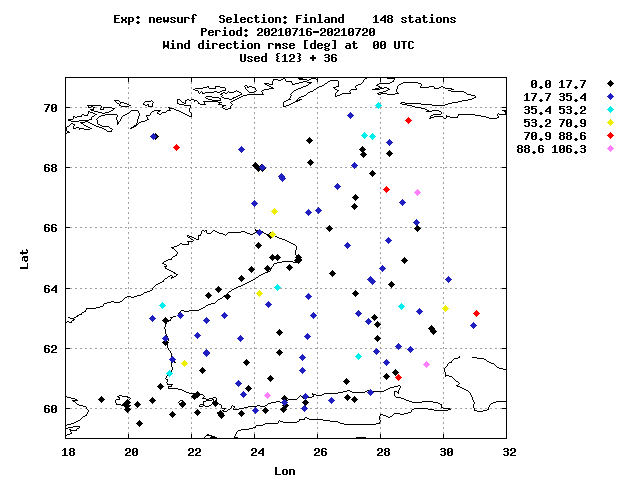 Exp: newsurf   Selection: Finland    148 stations
Period: 20210716-20210720
Wind direction rmse [deg] at  00 UTC
Used {12} + 36
0.0 17.7
17.7 35.4
35.4 53.2
53.2 70.9
70.9 88.6
88.6 106.3
70
68
66
64
62
60
Lat
18 20 22 24 26 28 30 32
Lon